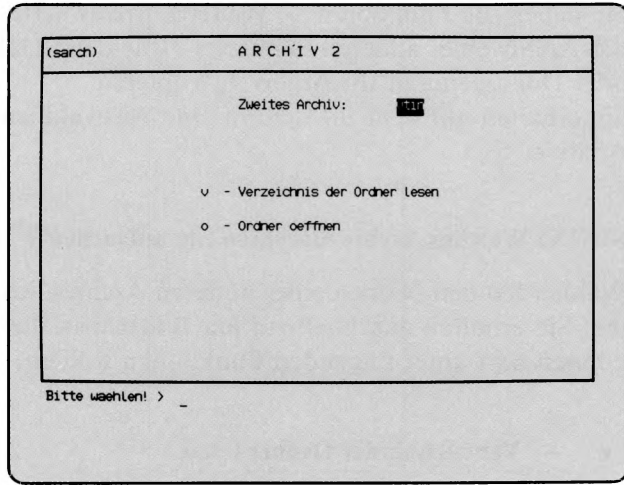 (sarch) ARCHIV 2
Zweites Archiv:
v - Verzeichnis der Ordner lesen
o - Ordner oeffnen
Bitte waehlen! > _